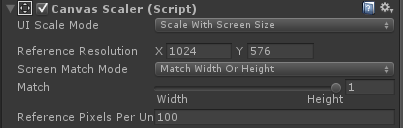 Canvas Scaler (Script)
UI Scale Mode Scale With Screen Size
Reference Resolution X 1024 Y 576
Screen Match Mode Match Width Or Height
Match 1
Width Height
Reference Pixels Per Un 100